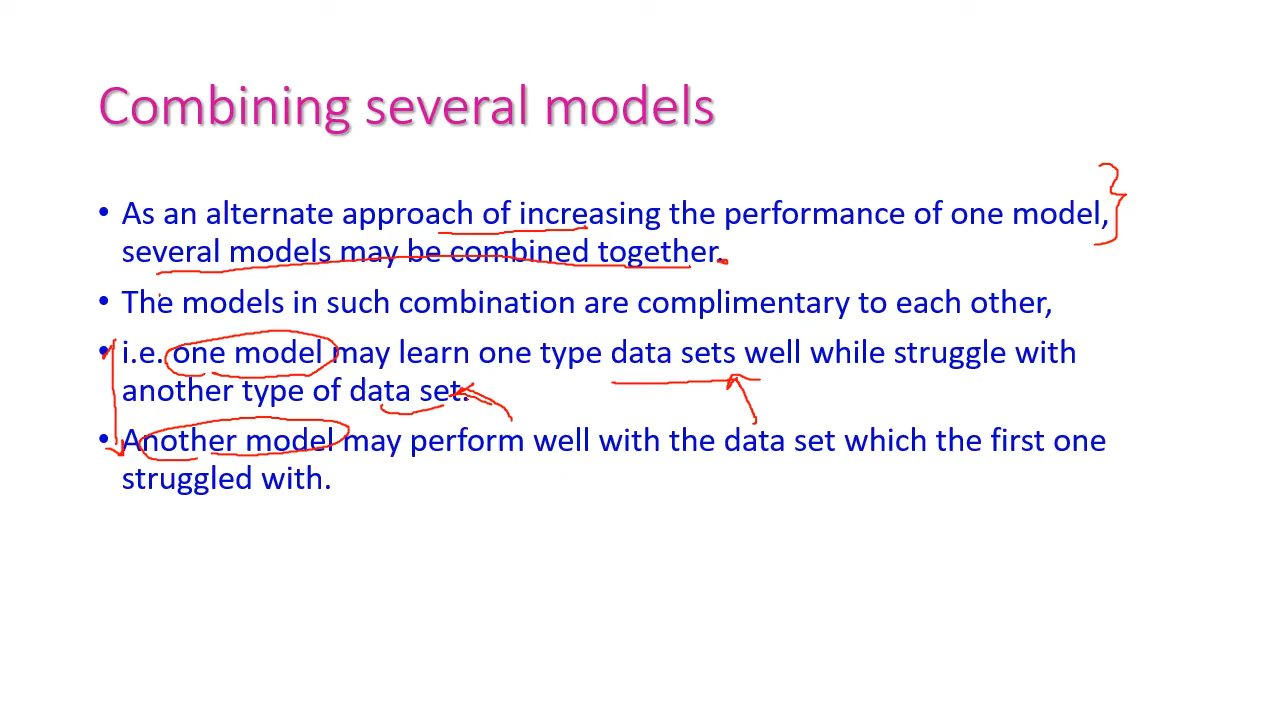 Combining several models
• As an alternate approach of increasing the performance of one model,
several models may be combined together.
• The models in such combination are complimentary to each other,
• i.e. one model may learn one type data sets well while struggle with
another type of data set.
• Another model may perform well with the data set which the first one
struggled with.